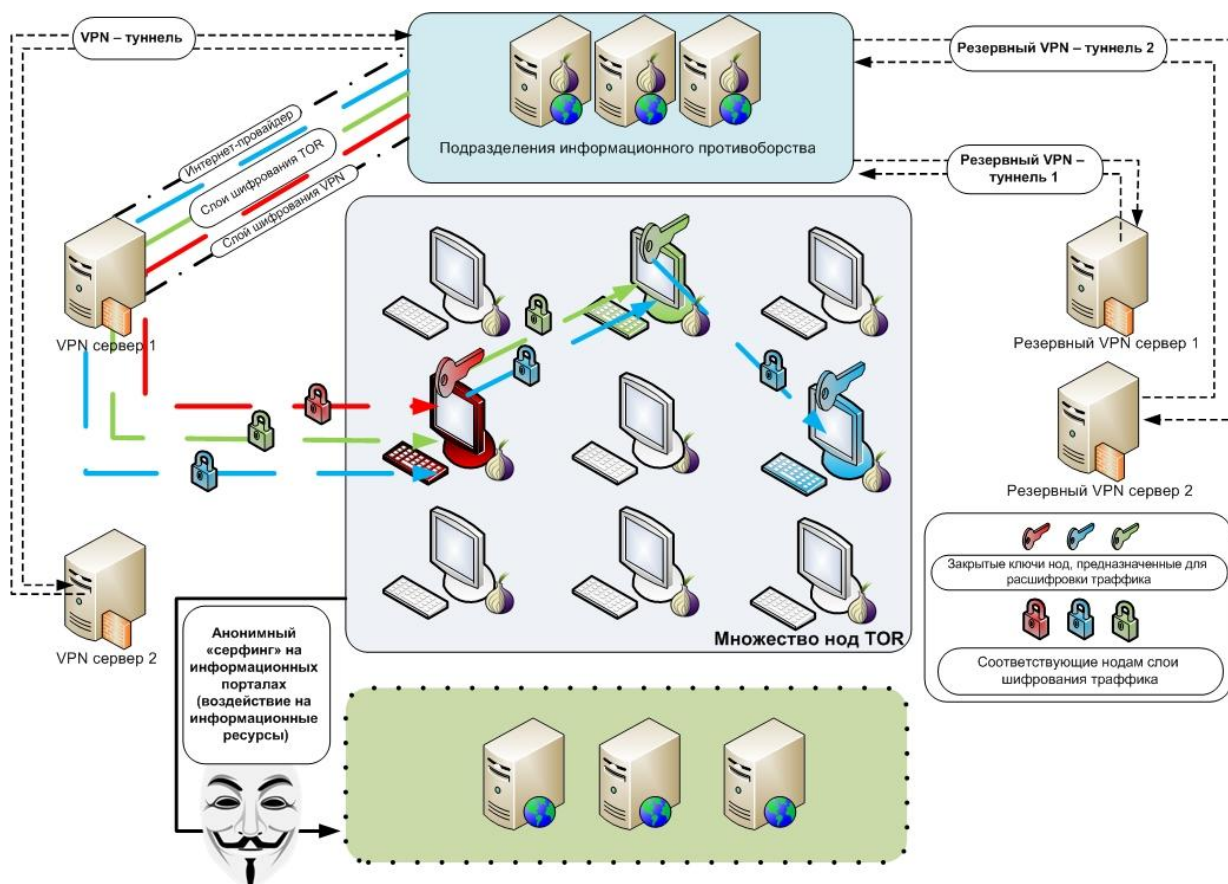 VPN – туннель
Резервный VPN – туннель 2
Подразделения информационного противоборства
Резервный VPN –
туннель 1
Интернет-провайдер
Слои шифрования TOR
Слой шифрования VPN
VPN сервер 1
Резервный VPN сервер 1
Резервный VPN сервер 2
VPN сервер 2
Множество нод TOR
Закрытые ключи нод, предназначенные для
расшифровки траффика
Соответствующие нодам слои
шифрования траффика
Анонимный
«серфинг» на
информационных
порталах
(воздействие на
информационные
ресурсы)